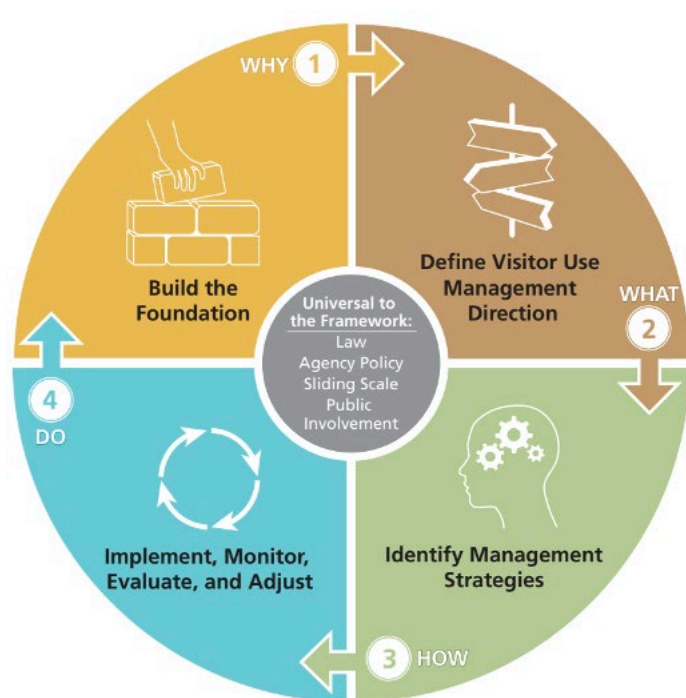 WHY 1
Build the
Foundation
Define Visitor Use
Management
Direction
WHAT
2
Universal to
the Framework:
Law
Agency Policy
Sliding Scale
Public
Involvement
Identify Management
Strategies
3 HOW
Implement, Monitor,
Evaluate, and Adjust
4
DO